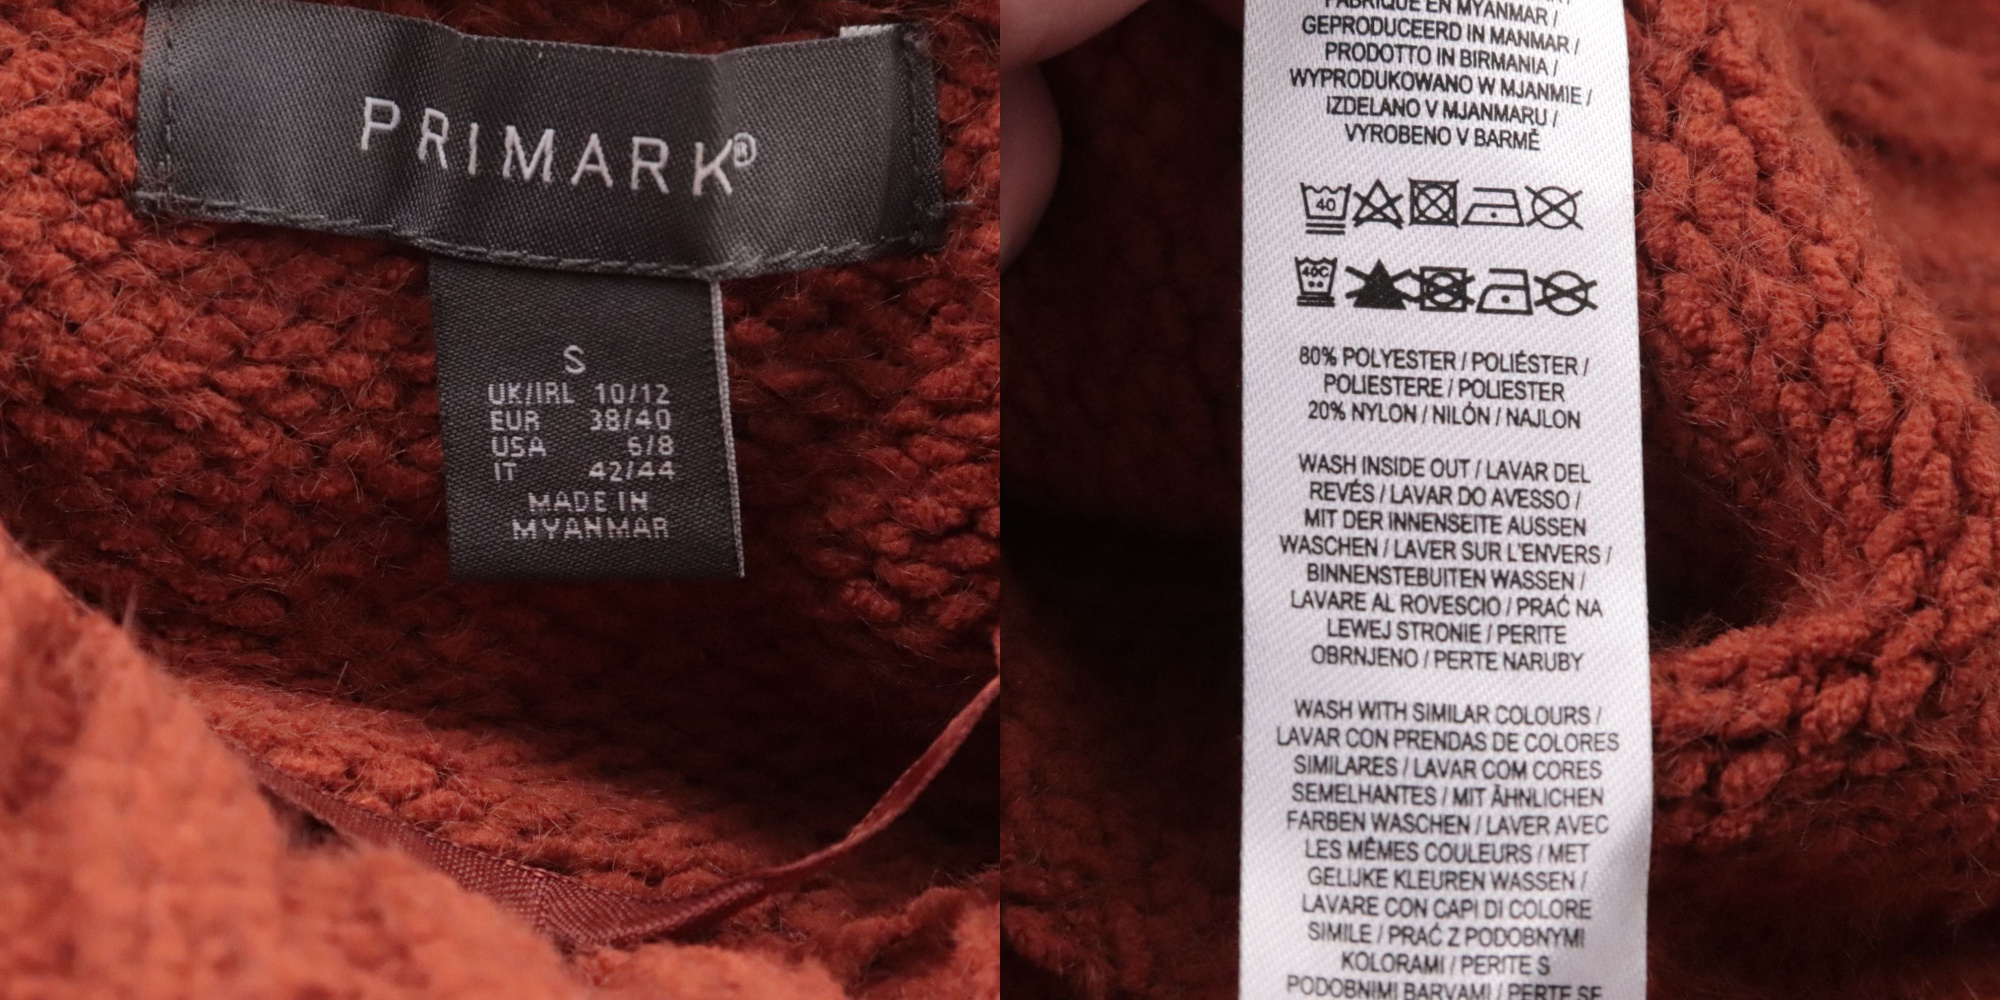 PRIMARK®
S
UK/IRL 10/12
EUR 38/40
USA 6/8
IT 42/44
MADE IN
MYANMAR
FABRIQUÉ EN MYANMAR /
GEPRODUCEERD IN MANMAR /
PRODOTTO IN BIRMANIA /
WYPRODUKOWANO W MJANMIE /
IZDELANO V MJANMARU /
VYROBENO V BARMĚ
40
40C
80% POLYESTER / POLIÉSTER /
POLIESTERE / POLIESTER
20% NYLON / NILÓN / NAJLON
WASH INSIDE OUT / LAVAR DEL
REVÉS / LAVAR DO AVESSO /
MIT DER INNENSEITE AUSSEN
WASCHEN / LAVER SUR L'ENVERS /
BINNENSTEBUITEN WASSEN /
LAVARE AL ROVESCIO / PRAĆ NA
LEWEJ STRONIE / PERITE
OBRNJENO / PERTE NARUBY
WASH WITH SIMILAR COLOURS /
LAVAR CON PRENDAS DE COLORES
SIMILARES / LAVAR COM CORES
SEMELHANTES / MIT ÄHNLICHEN
FARBEN WASCHEN / LAVER AVEC
LES MÊMES COULEURS / MET
GELIJKE KLEUREN WASSEN /
LAVARE CON CAPI DI COLORE
SIMILE / PRAĆ Z PODOBNYMI
KOLORAMI / PERITE S
PODOBNIMI BARVAMI / PERTE SE